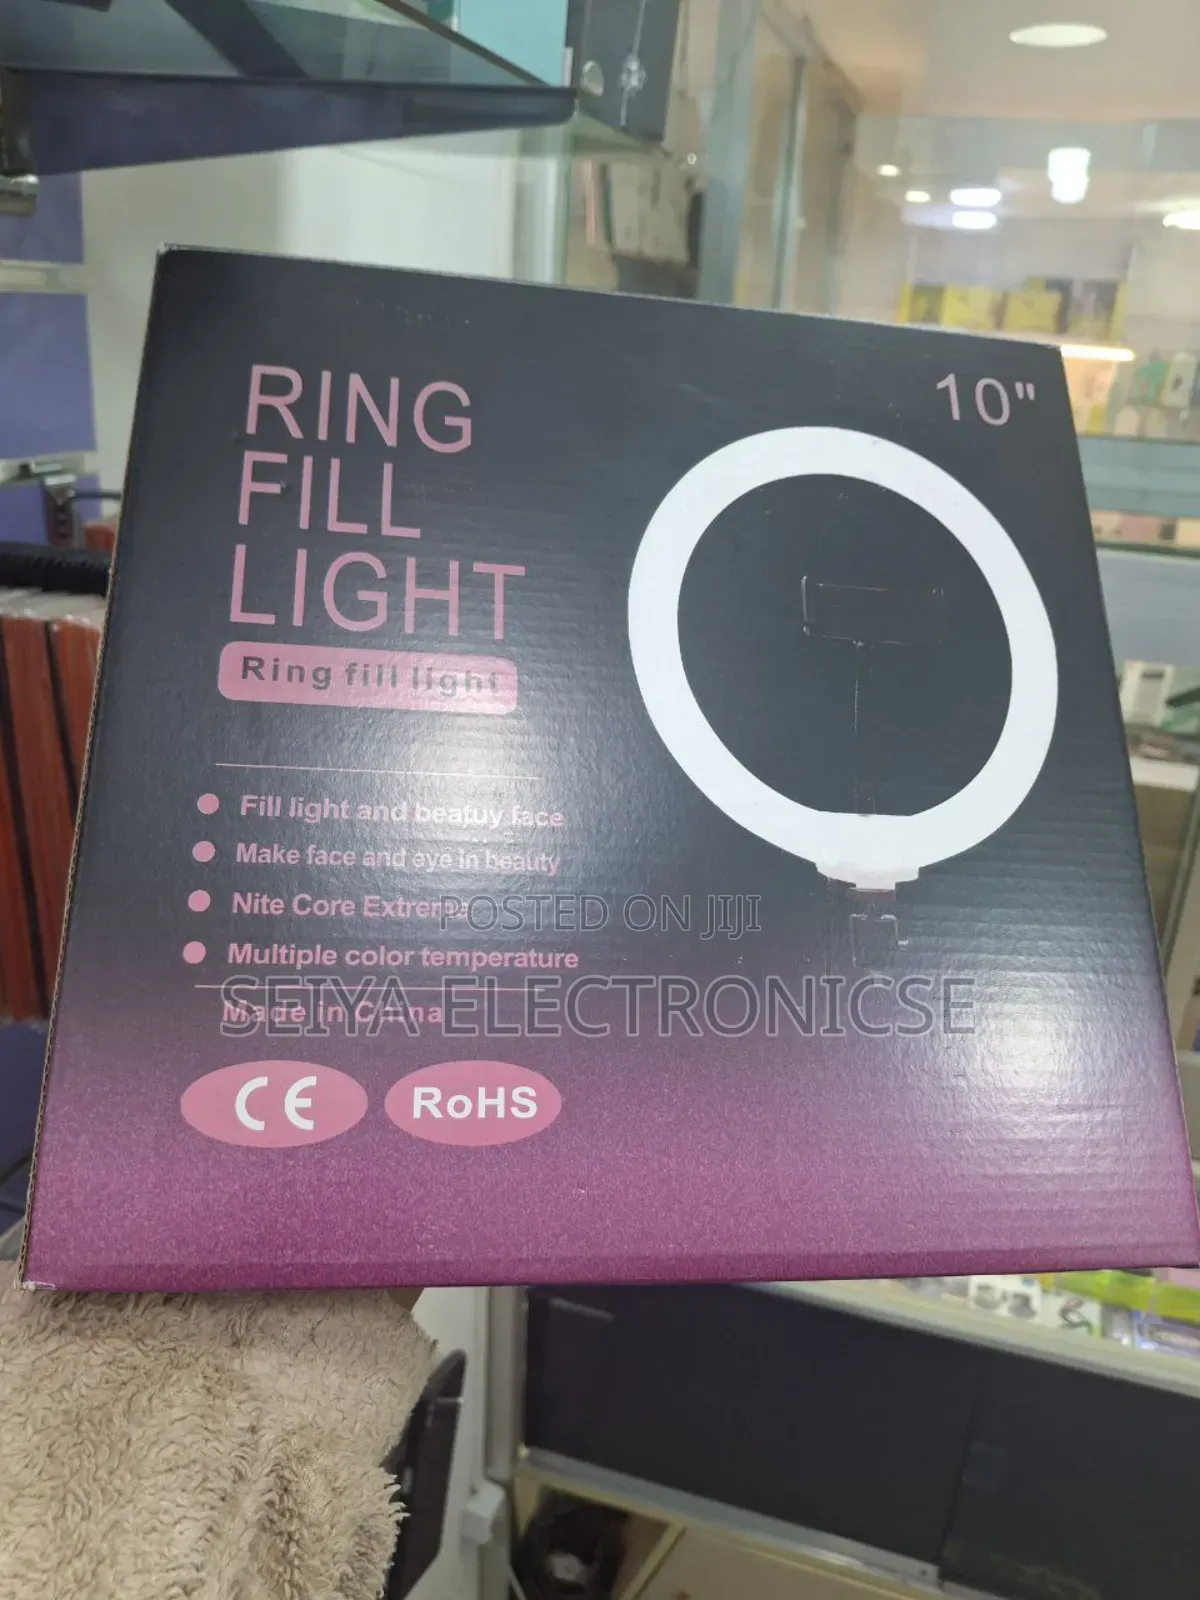 RING
FILL
LIGHT
10"
Ring fill light
Fill light and beatuy face
Make face and eye in beauty
Nite Core Extreme
Multiple color temperature
Made in China
CE
RoHS
POSTED ON JIJI
SEIYA ELECTRONICSE